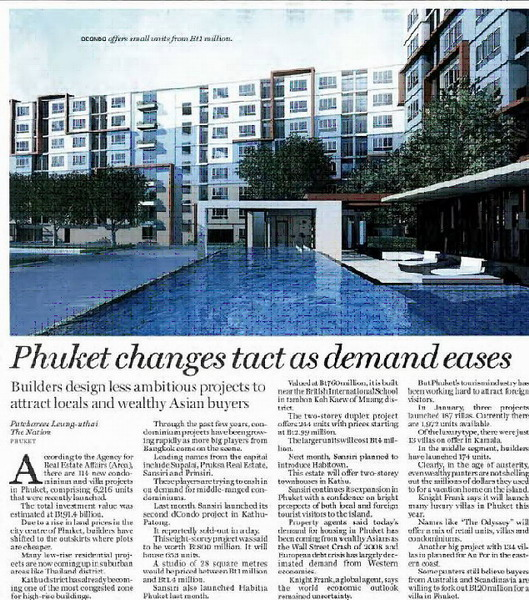 DCONDO offers small units from Bt1 million.
Phuket changes tact as demand eases
Builders design less ambitious projects to
attract locals and wealthy Asian buyers
The Nation
PHUKET
According to the Agency for
Real Estate Affairs (Area),
there are 114 new condo-
minium and villa projects
in Phuket, comprising 6,216 units
that were recently launched.
The total investment value was
estimated at Bt91.4 billion.
Due to a rise in land prices in the
city centre of Phuket, builders have
shifted to the outskirts where plots
are cheaper.
Many low-rise residential proj-
ects are now coming up in suburban
areas like Thaland district.
Kathu district has already becom-
ing one of the most congested zone
for high-rise buildings.
Through the past few years, con-
dominium projects have been grow-
ing rapidly as more big players from
Bangkok come on the scene.
Leading names from the capital
include Supalai, Pruksa Real Estate,
Sansiri and Prinsiri.
These players are trying to cash in
on demand for middle-ranged con-
dominiums.
Last month Sansiri launched its
second dCondo project in Kathu-
Patong.
It reportedly sold out in a day.
This eight-story project was said
to be worth Bt800 million. It will
house units.
A studio of 28 square metres
would be priced between Bt1 million
and Bt1.4 million.
Sansiri also launched Habitia
Phuket last month.
Valued at Bt760 million, it is built
near the British International School
in tambon Koh Kaew of Muang dis-
trict.
The two-storey duplex project
offers 244 units with prices starting
at Bt2.99 million.
The larger units will cost Bt4 mil-
lion.
Next month, Sansiri planned to
introduce Habitown.
This estate will offer two-storey
townhouses in Kathu.
Sansiri continues its expansion in
Phuket with a confidence on bright
prospects of both local and foreign
tourist visitors to the island.
Property agents said today's
demand for housing in Phuket has
been coming from wealthy Asians as
the Wall Street Crash of 2008 and
European debt crisis has largely dec-
imated demand from Western
economies.
Knight Frank, a global agent, says
the world economic outlook
remained uncertainty.
But Phuket's tourism industry has
been working hard to attract foreign
visitors.
In January, three projects
launched 187 villas. Currently there
are 1,977 units available.
Of the luxury type, there were just
13 villas on offer in Kamala.
In the middle segment, builders
have launched 174 units.
Clearly, in the age of austerity,
even wealthy punters are not shelling
out the millions of dollars they used
to for a vacation home on the island.
Knight Frank says it will launch
many luxury villas in Phuket this
year.
Names like "The Odyssey" will
offer a mix of retail units, villas and
condominiums.
Another big project with 134 vil-
las is planned for Ao Por in the east-
ern coast.
Some punters still believe buyers
from Australia and Scandinavia are
willing to fork out Bt20 million for a
villa in Phuket.